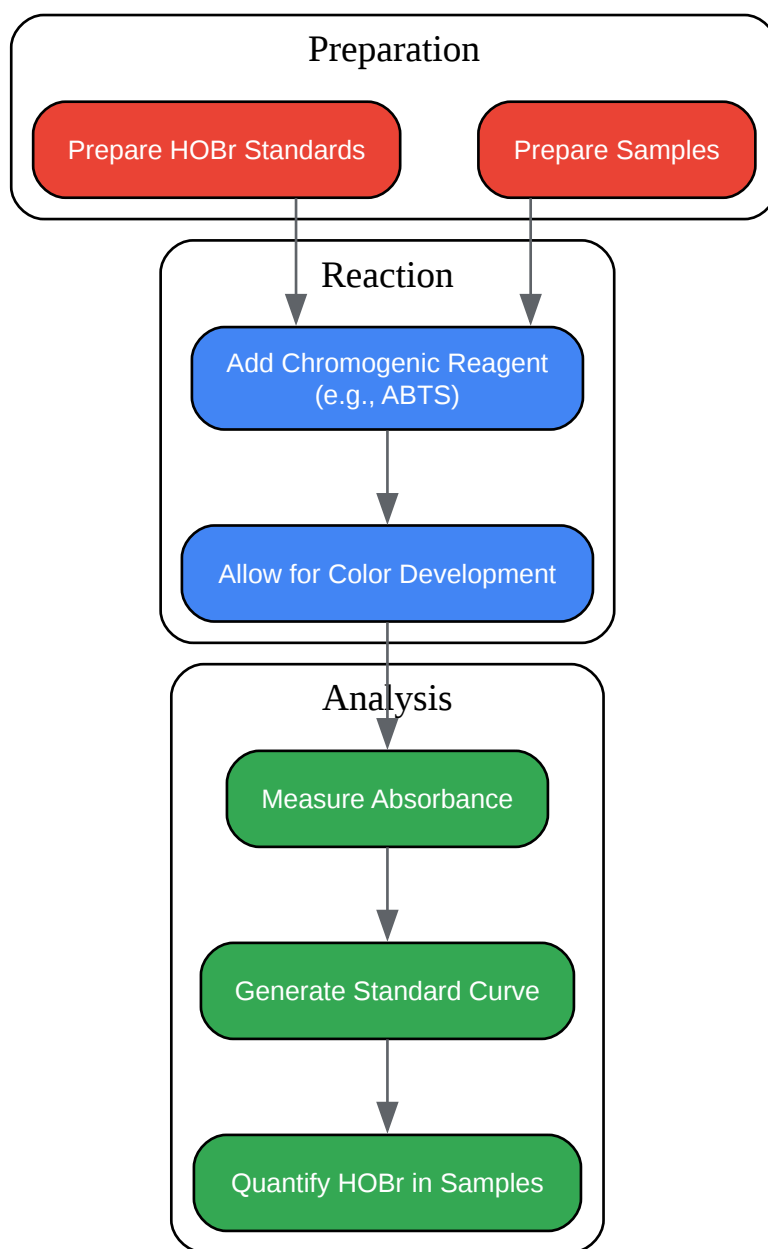 Preparation
Prepare HOBr Standards
Prepare Samples
Reaction
Add Chromogenic Reagent
(e.g., ABTS)
Allow for Color Development
Analysis
Measure Absorbance
Generate Standard Curve
Quantify HOBr in Samples